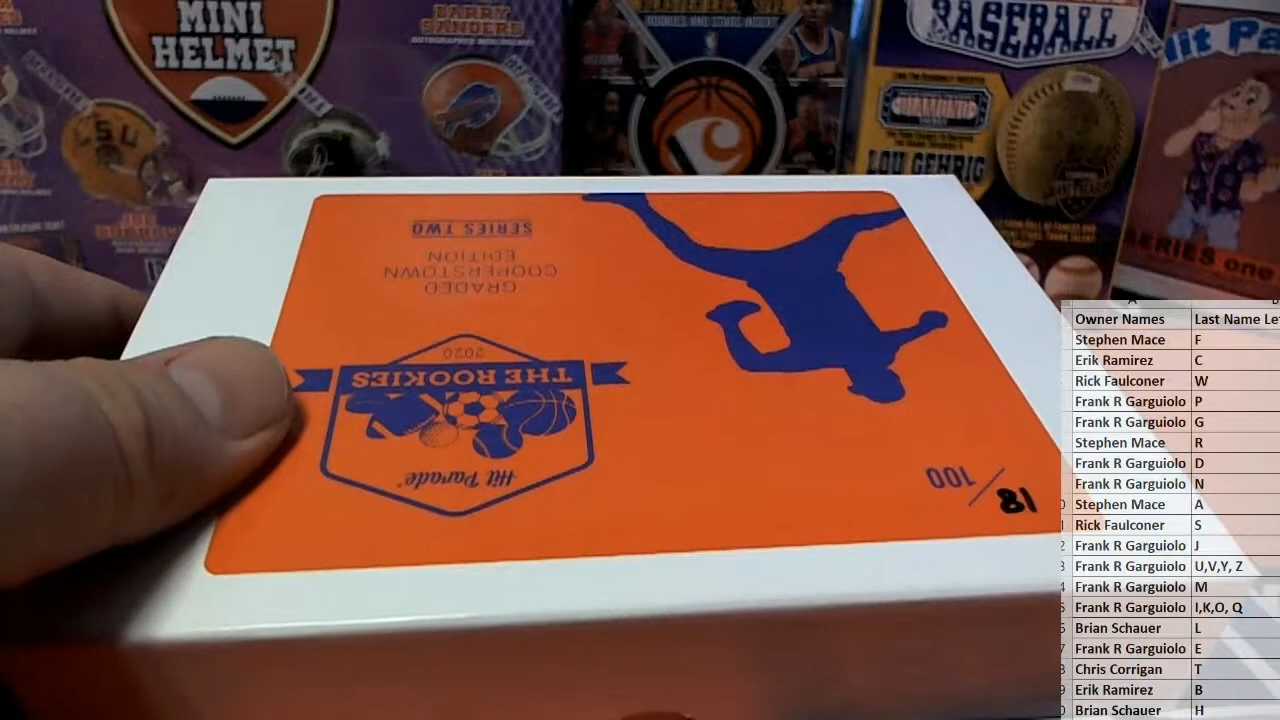 MINI
HELMET
BARRY
SANDERS
BASEBALL
DIAMONDS
LOU GEHRIG
Hit Pa
SERIES one
18/100
Hit Parade
THE ROOKIES
2020
GRADED
COOPERSTOWN
EDITION
SERIES TWO
Owner Names Last Name Le
Stephen Mace F
Erik Ramirez C
Rick Faulconer W
Frank R Garguiolo P
Frank R Garguiolo G
Stephen Mace R
Frank R Garguiolo D
Frank R Garguiolo N
Stephen Mace A
Rick Faulconer S
Frank R Garguiolo J
Frank R Garguiolo U,V,Y, Z
Frank R Garguiolo M
Frank R Garguiolo I,K,O, Q
Brian Schauer L
Frank R Garguiolo E
Chris Corrigan T
Erik Ramirez B
Brian Schauer H